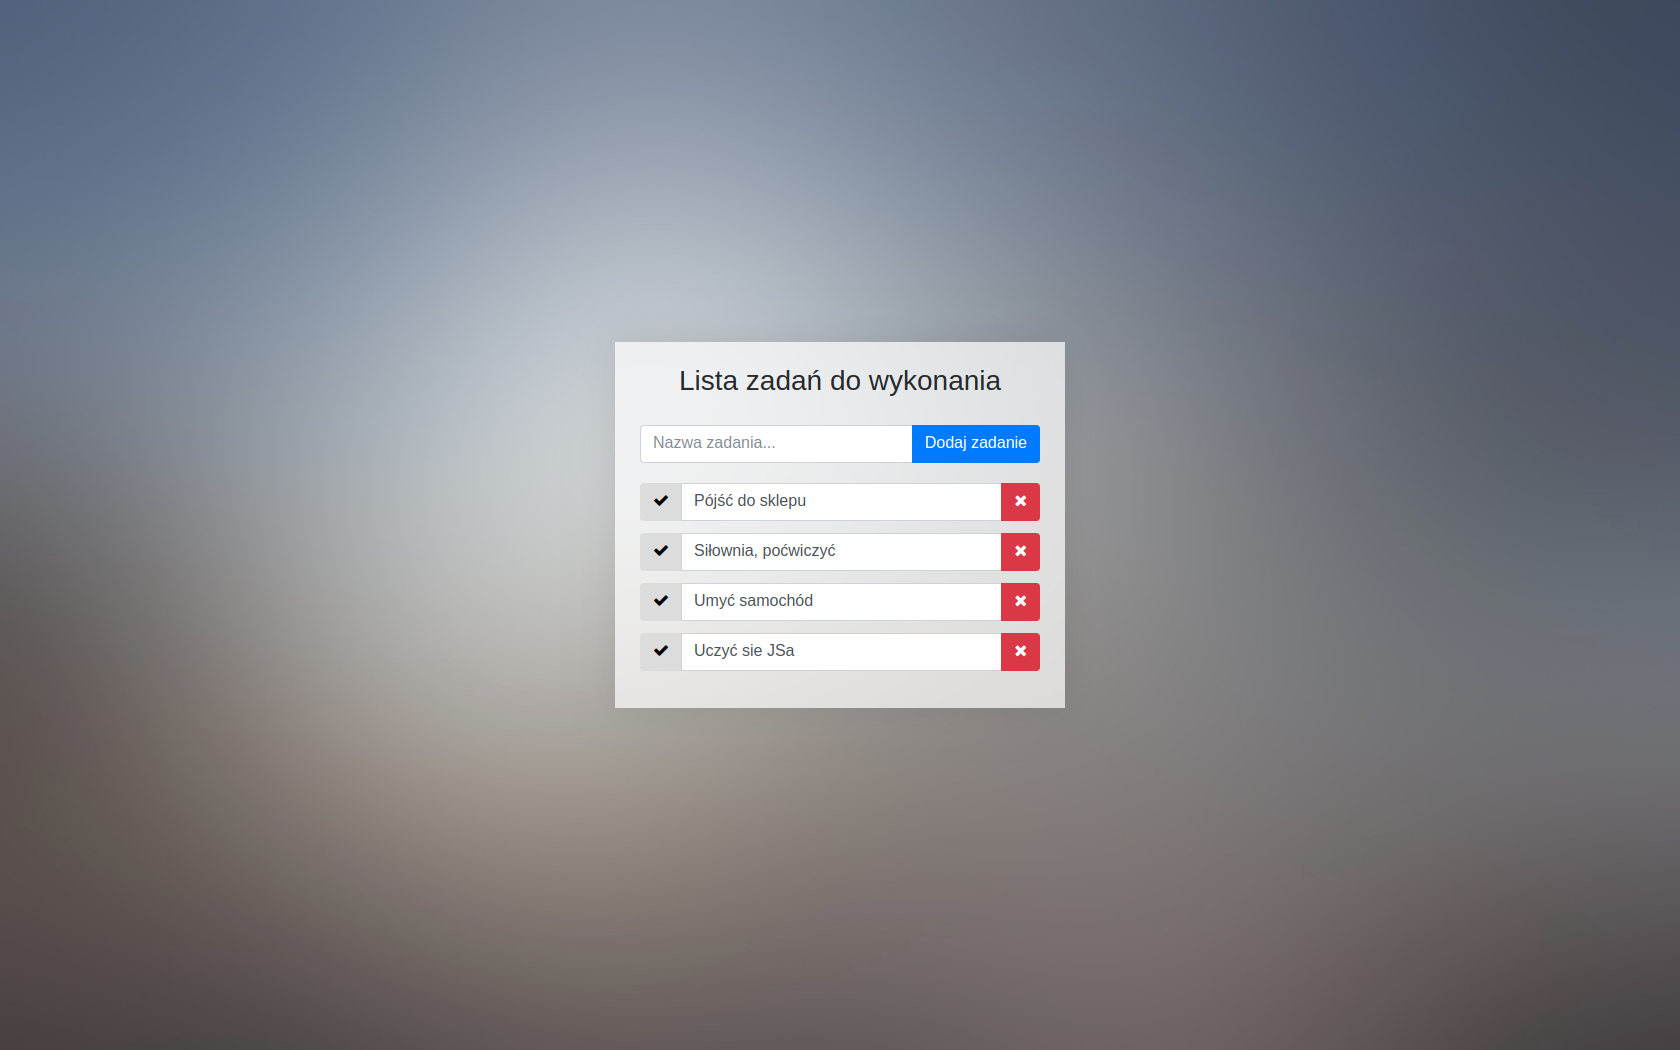 Lista zadań do wykonania
Nazwa zadania...
Dodaj zadanie
Pójść do sklepu
Siłownia, poćwiczyć
Umyć samochód
Uczyć sie JSa